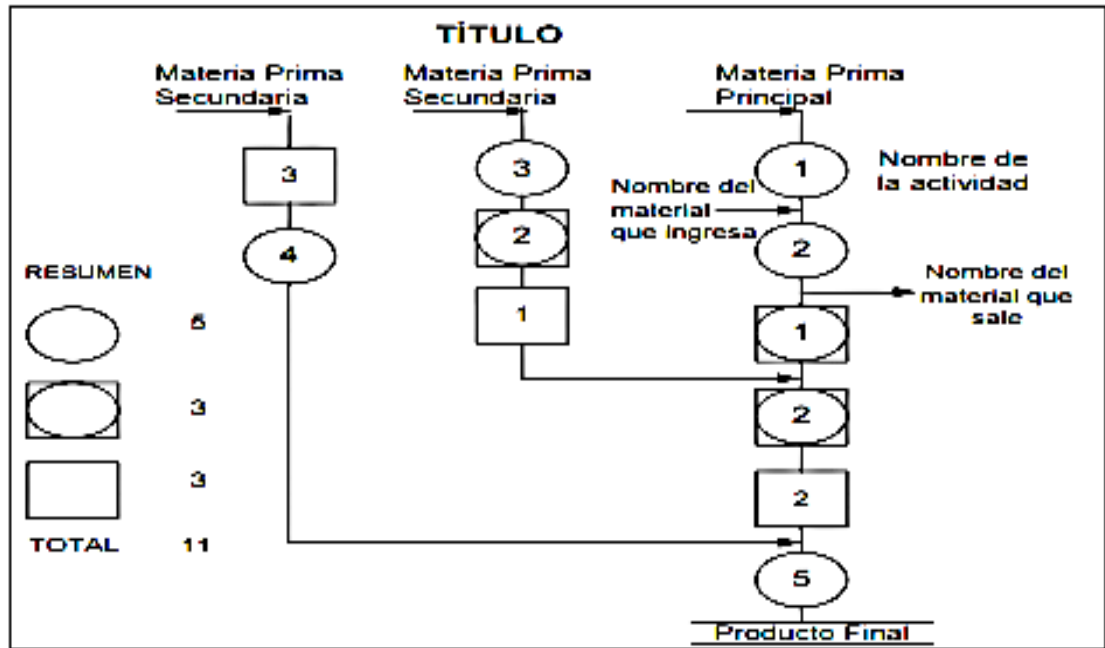 TÍTULO
Materia Prima
Secundaria
Materia Prima
Secundaria
Materia Prima
Principal
3
4
3
2
1
1
Nombre de
la actividad
Nombre del
material
que ingresa
2
Nombre del
material que
sale
1
2
2
5
Producto Final
RESUMEN
5
3
3
TOTAL 11